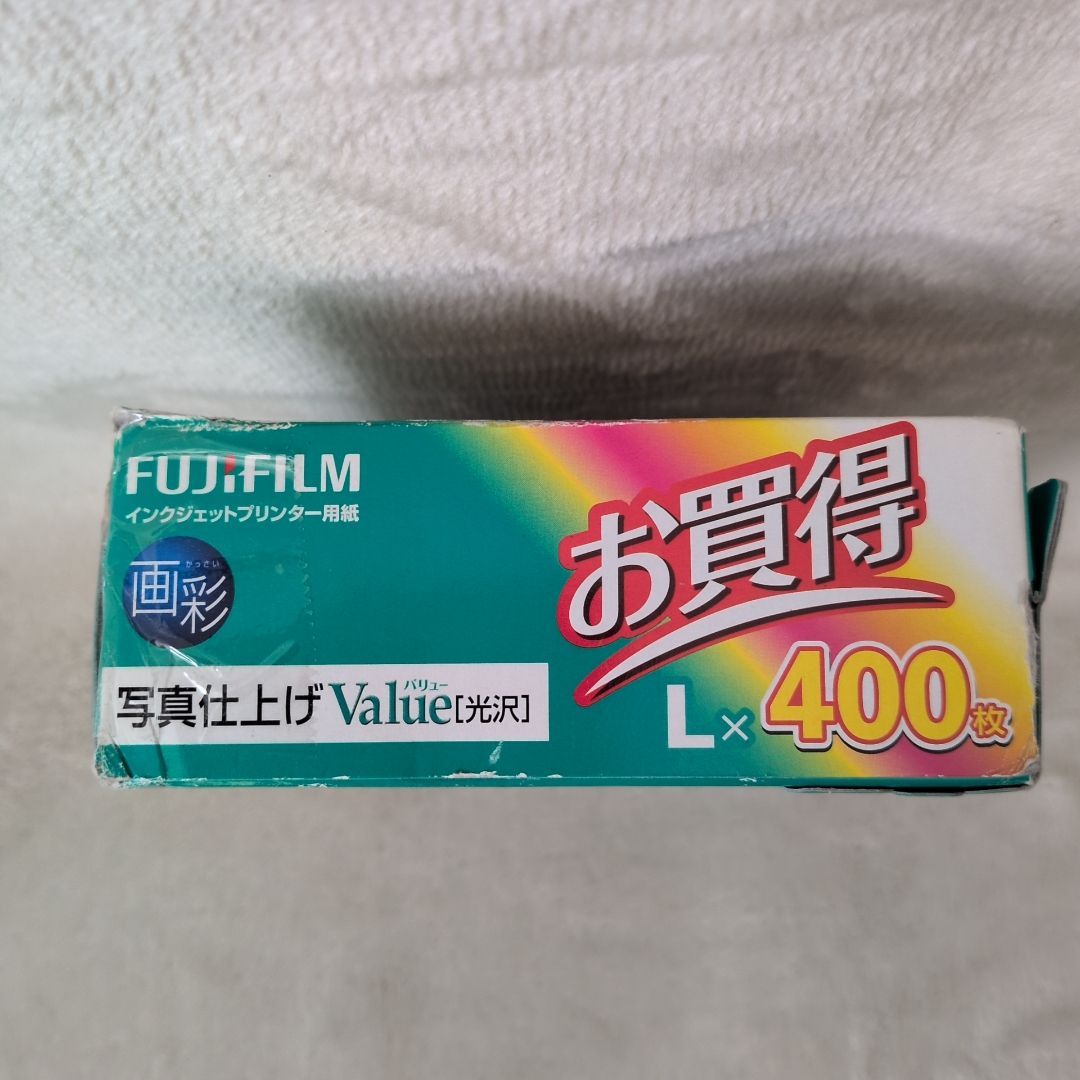 FUJIFILM
インクジェットプリンター用紙
かっさい
画彩
写真仕上げValue[光沢]
バリュー
お買得
L×400枚